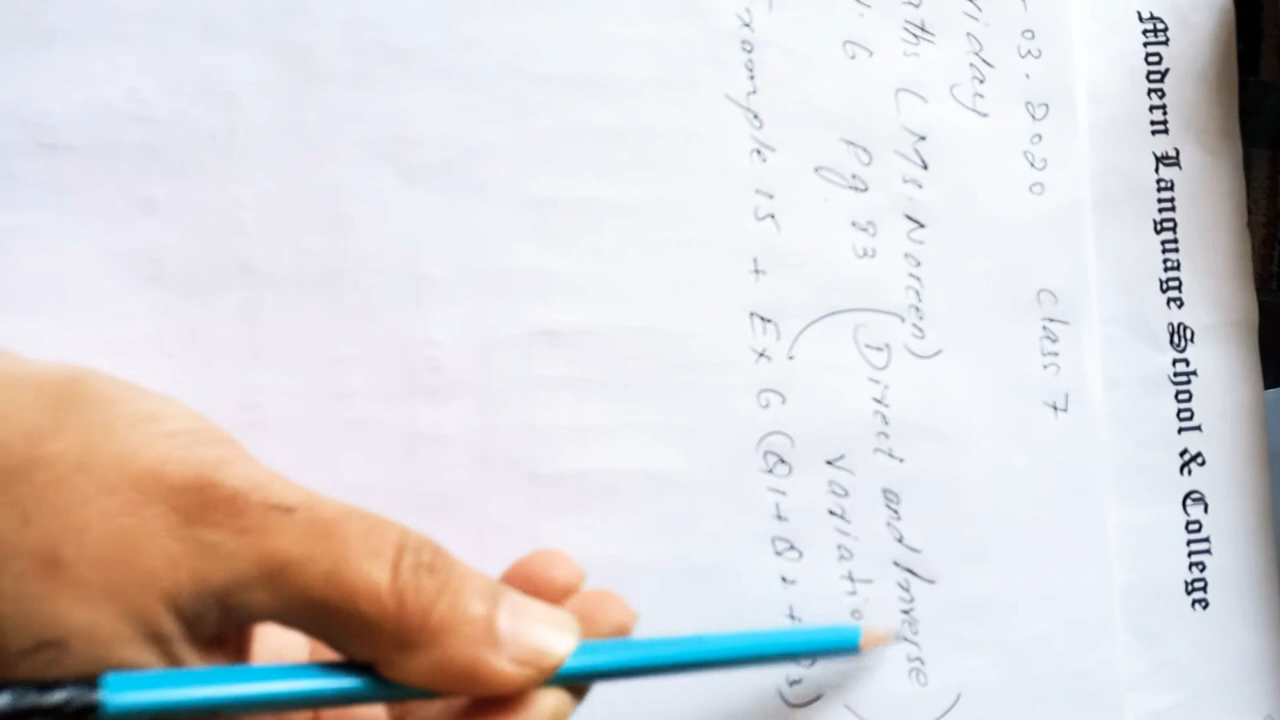 Modern Language School & College
03.2020 Class 7
riday
aths (Ms. Noreen)
. 6 Pg 83 (Direct and Inverse
Variatio )
xample 15 + Ex 6 (Q1+Q2+ )